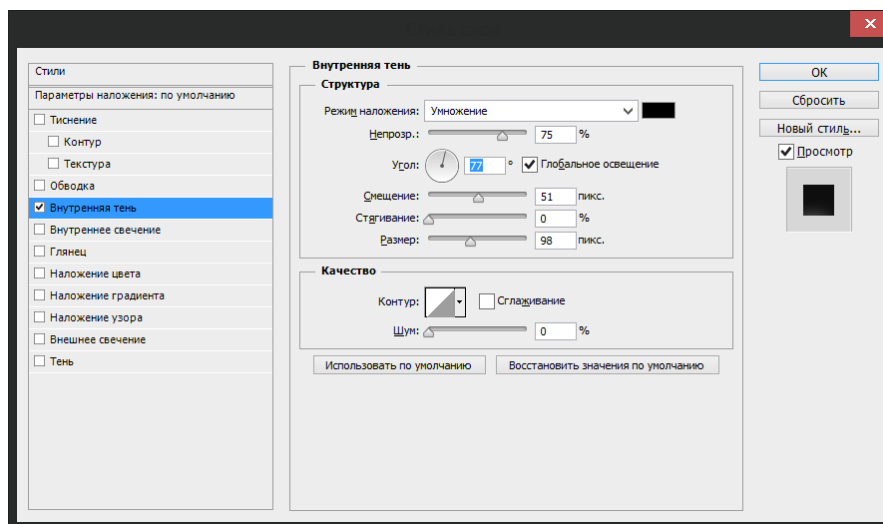 Стили
Параметры наложения: по умолчанию
Тиснение
Контур
Текстура
Обводка
Внутренняя тень
Внутреннее свечение
Глянец
Наложение цвета
Наложение градиента
Наложение узора
Внешнее свечение
Тень
Внутренняя тень
Структура
Режим наложения: Умножение
Непрозр.: 75 %
Угол: 77 ° Глобальное освещение
Смещение: 51 пикс.
Стягивание: 0 %
Размер: 98 пикс.
Качество
Контур: Сглаживание
Шум: 0 %
Использовать по умолчанию Восстановить значения по умолчанию
ОК
Сбросить
Новый стиль...
Просмотр